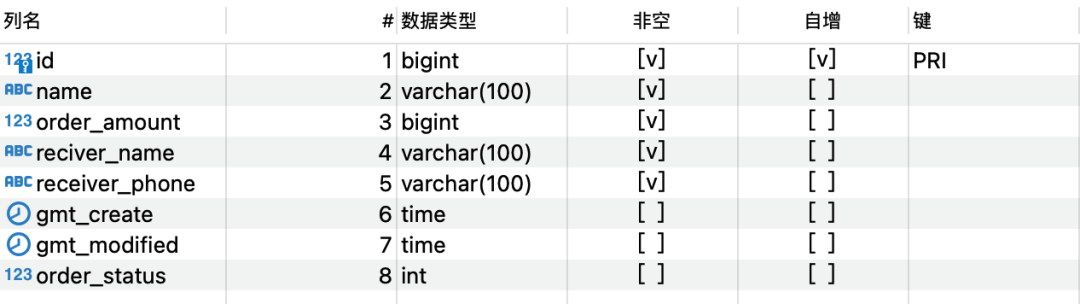 列名 # 数据类型 非空 自增 键
123 id 1 bigint [v] [v] PRI
ABC name 2 varchar(100) [v] [ ]
123 order_amount 3 bigint [v] [ ]
ABC reciver_name 4 varchar(100) [v] [ ]
ABC receiver_phone 5 varchar(100) [v] [ ]
gmt_create 6 time [ ] [ ]
gmt_modified 7 time [ ] [ ]
123 order_status 8 int [ ] [ ]